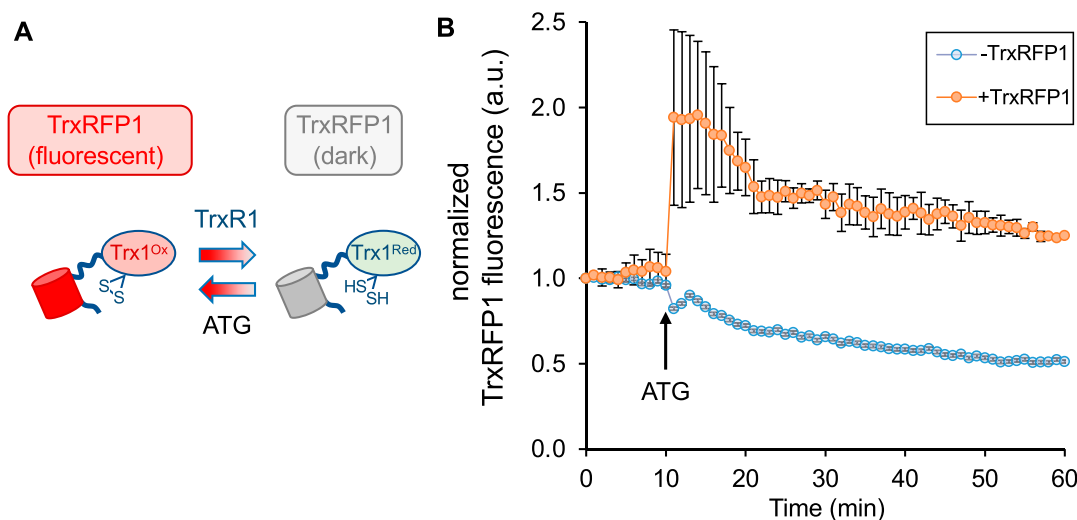 A
TrxRFP1
(fluorescent)
TrxRFP1
(dark)
TrxR1
Trx1Ox
Trx1Red
S
S
HS
SH
ATG
B
normalized
TrxRFP1 fluorescence (a.u.)
2.5
2.0
1.5
1.0
0.5
0.0
-TrxRFP1
+TrxRFP1
ATG
0
10
20
30
40
50
60
Time (min)